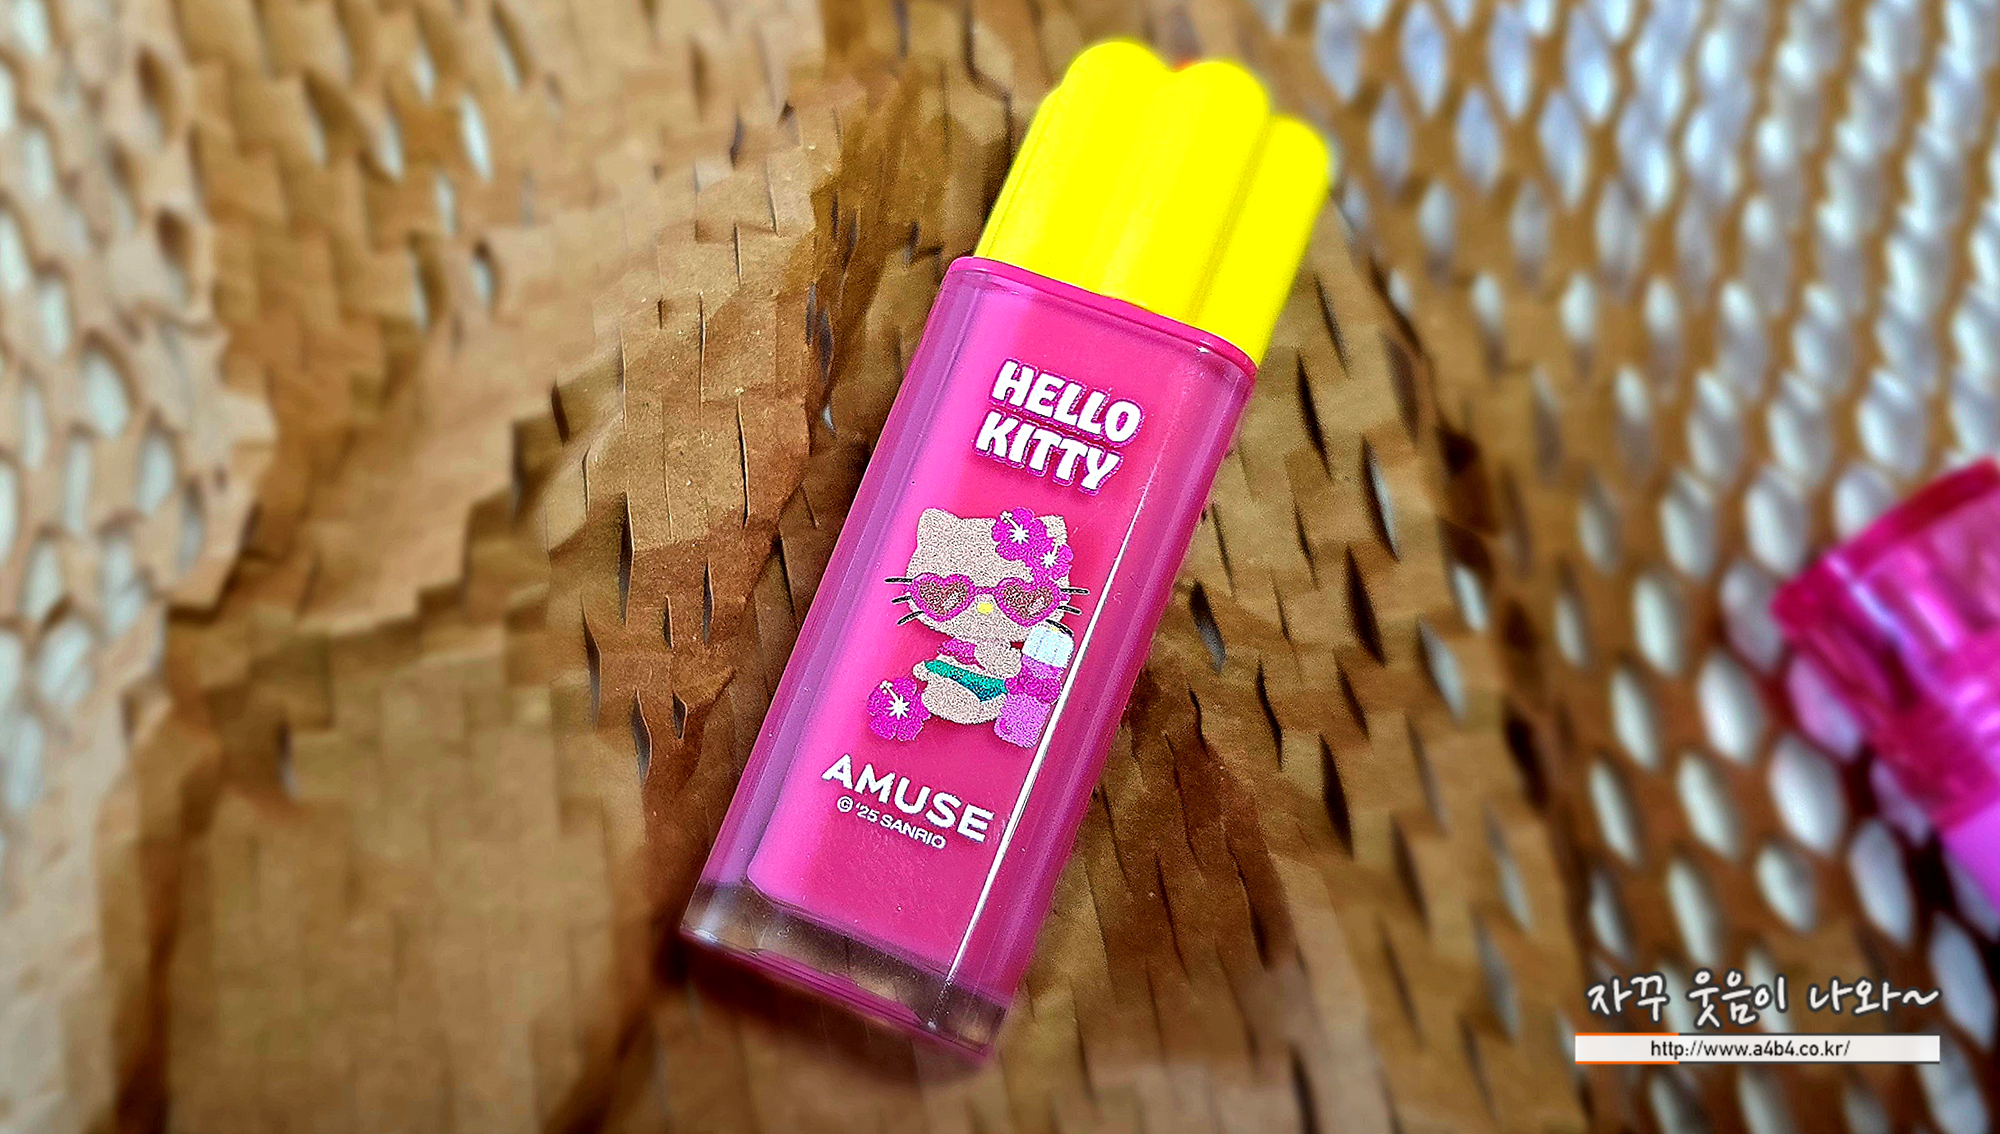 HELLO
KITTY
AMUSE
© '25 SANRIO
자꾸 웃음이 나와~
http://www.a4b4.co.kr/